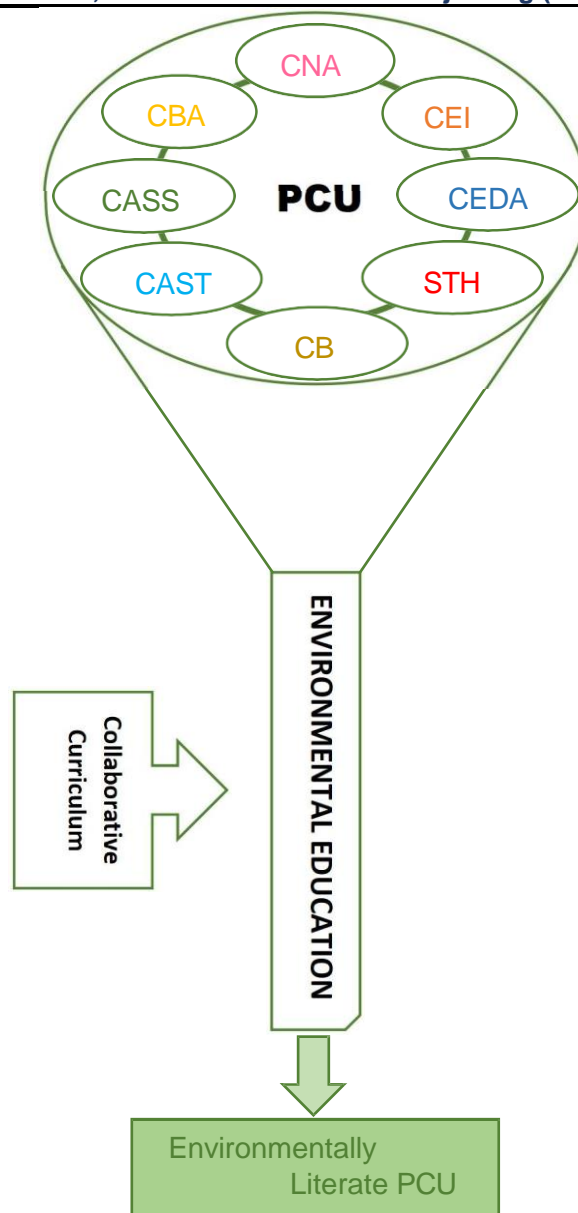 CNA
CBA
CEI
CASS
PCU
CEDA
CAST
STH
CB
ENVIRONMENTAL EDUCATION
Collaborative
Curriculum
Environmentally
Literate PCU